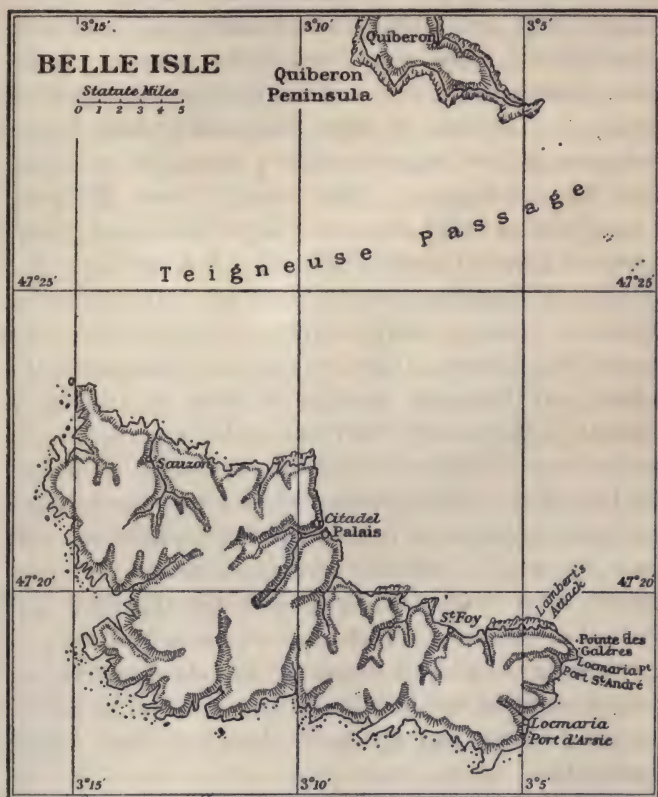 3°15′
3°10′
3°5′
BELLE ISLE
Statute Miles
0 1 2 3 4 5
Quiberon
Quiberon
Peninsula
Teigneuse Passage
47°25′
47°25′
Sauzon
Citadel
Palais
47°20′
47°20′
Lambert's
Attack
St Foy
Pointe des
Galéres
Locmaria Pt
Port St André
Locmaria
Port d'Arsie
3°15′
3°10′
3°5′